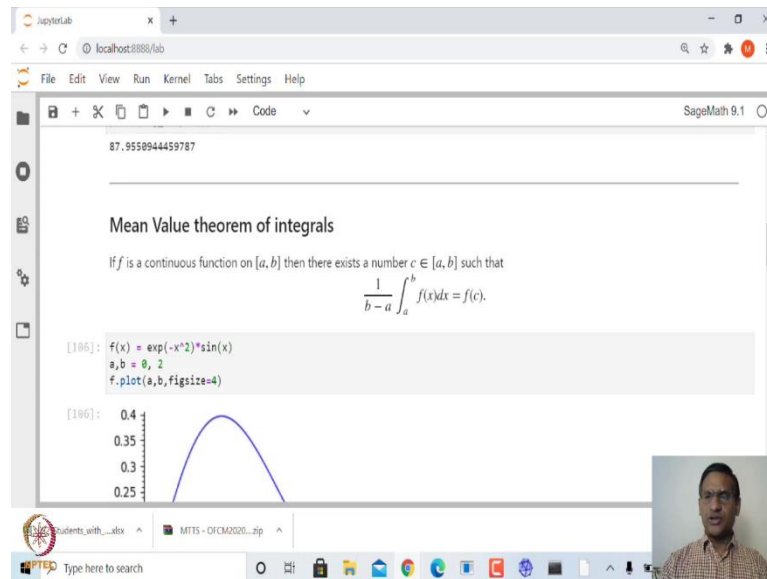 JupyterLab
localhost:8888/lab
M
File Edit View Run Kernel Tabs Settings Help
Code
SageMath 9.1
87.9550944459787
Mean Value theorem of integrals
If f is a continuous function on [a, b] then there exists a number c ∈ [a, b] such that
1/(b − a) ∫_a^b f(x)dx = f(c).
[106]: f(x) = exp(-x^2)*sin(x)
a,b = 0, 2
f.plot(a,b,figsize=4)
[106]: 0.4
0.35
0.3
0.25
Students_with_....xlsx
MTTS - OFCM2020....zip
NPTEL
Type here to search